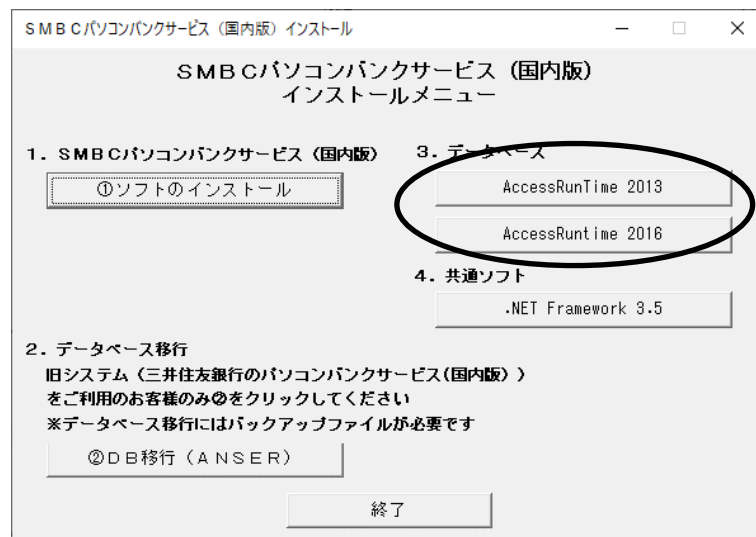 SMBCパソコンバンクサービス（国内版）インストール
SMBCパソコンバンクサービス（国内版）
インストールメニュー
1．SMBCパソコンバンクサービス（国内版）
①ソフトのインストール
3．データベース
AccessRunTime 2013
AccessRuntime 2016
4．共通ソフト
.NET Framework 3.5
2．データベース移行
旧システム（三井住友銀行のパソコンバンクサービス(国内版)）
をご利用のお客様のみ②をクリックしてください
※データベース移行にはバックアップファイルが必要です
②DB移行（ANSER）
終了